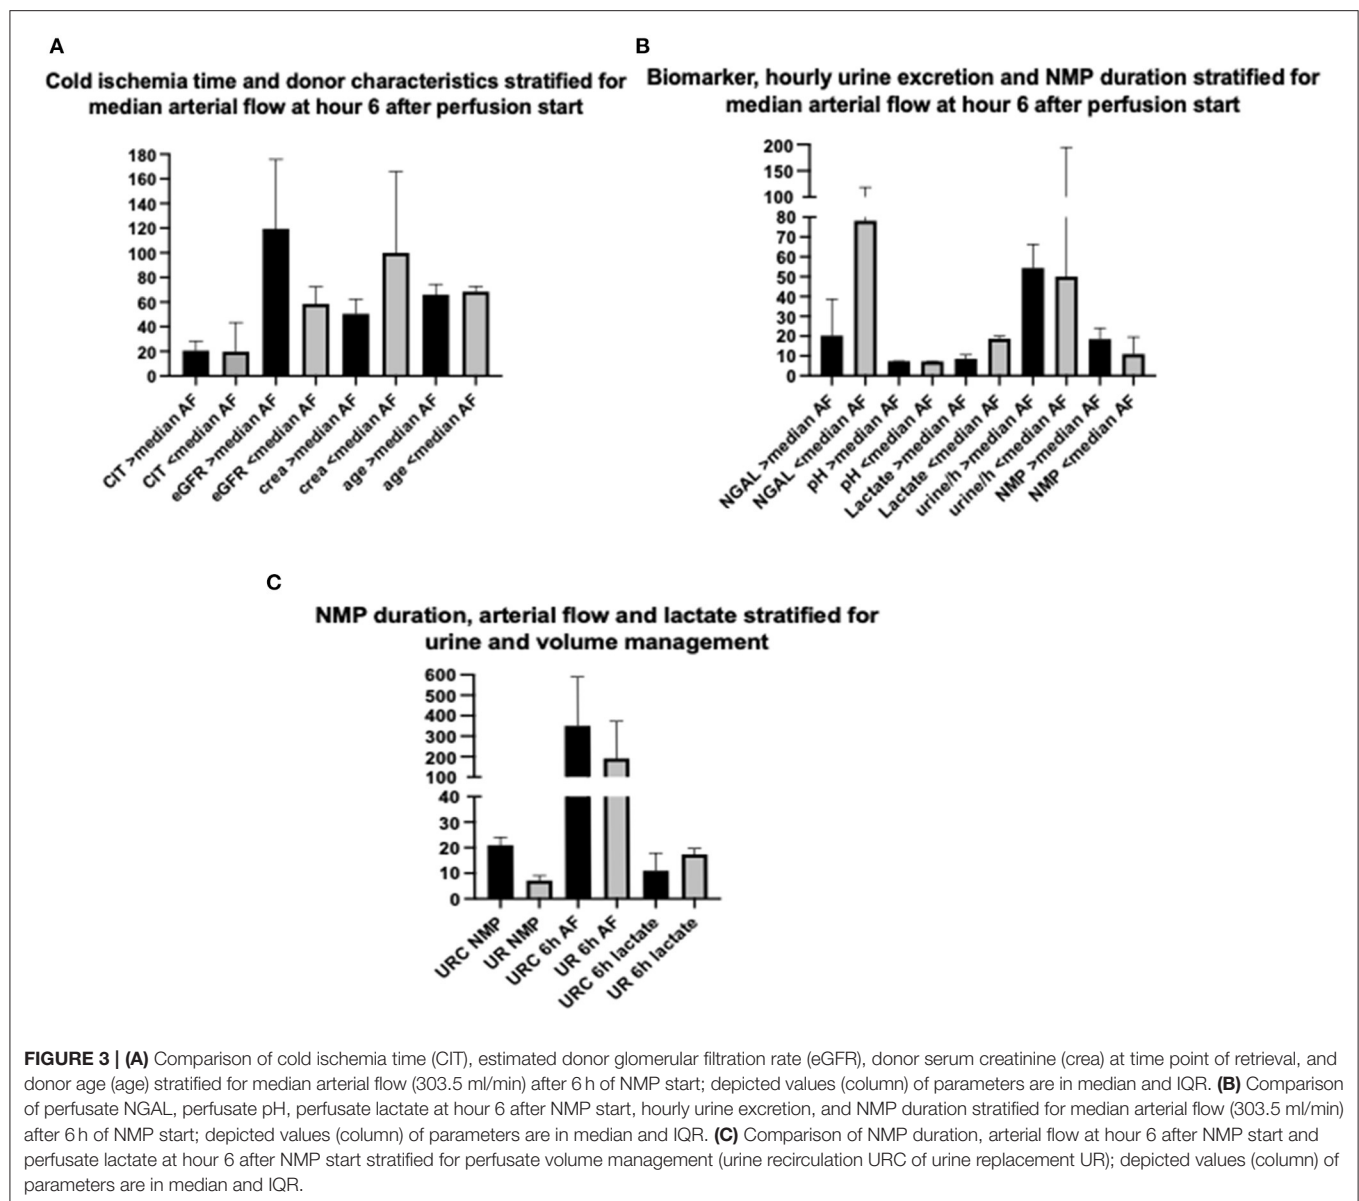 A
Cold ischemia time and donor characteristics stratified for
median arterial flow at hour 6 after perfusion start
180
160
140
120
100
80
60
40
20
0
CIT >median AF
CIT <median AF
eGFR >median AF
eGFR <median AF
crea >median AF
crea <median AF
age >median AF
age <median AF
B
Biomarker, hourly urine excretion and NMP duration stratified for
median arterial flow at hour 6 after perfusion start
200
150
100
80
70
60
50
40
30
20
10
0
NGAL >median AF
NGAL <median AF
pH >median AF
pH <median AF
Lactate >median AF
Lactate <median AF
urine/h >median AF
urine/h <median AF
NMP >median AF
NMP <median AF
C
NMP duration, arterial flow and lactate stratified for
urine and volume management
600
500
400
300
200
100
40
30
20
10
0
URC NMP
UR NMP
URC 6h AF
UR 6h AF
URC 6h lactate
UR 6h lactate
FIGURE 3 | (A) Comparison of cold ischemia time (CIT), estimated donor glomerular filtration rate (eGFR), donor serum creatinine (crea) at time point of retrieval, and
donor age (age) stratified for median arterial flow (303.5 ml/min) after 6 h of NMP start; depicted values (column) of parameters are in median and IQR. (B) Comparison
of perfusate NGAL, perfusate pH, perfusate lactate at hour 6 after NMP start, hourly urine excretion, and NMP duration stratified for median arterial flow (303.5 ml/min)
after 6 h of NMP start; depicted values (column) of parameters are in median and IQR. (C) Comparison of NMP duration, arterial flow at hour 6 after NMP start and
perfusate lactate at hour 6 after NMP start stratified for perfusate volume management (urine recirculation URC of urine replacement UR); depicted values (column) of
parameters are in median and IQR.